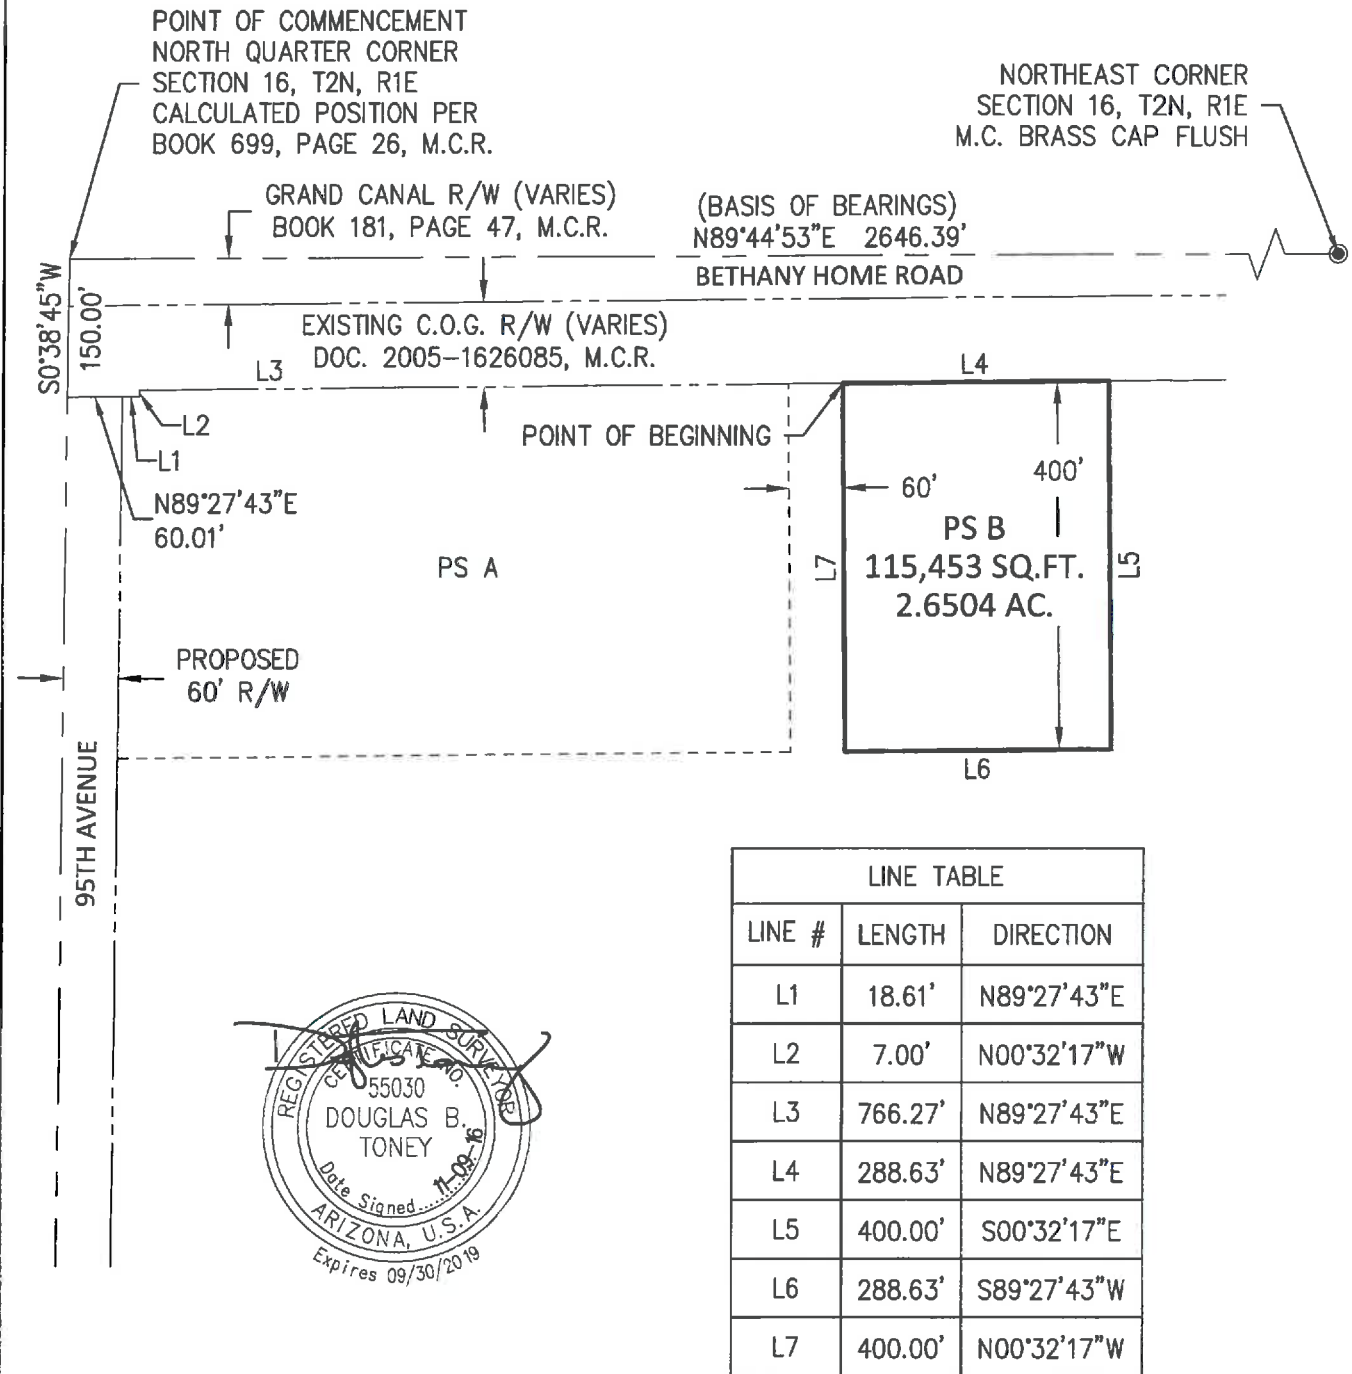 POINT OF COMMENCEMENT
NORTH QUARTER CORNER
SECTION 16, T2N, R1E
CALCULATED POSITION PER
BOOK 699, PAGE 26, M.C.R.
NORTHEAST CORNER
SECTION 16, T2N, R1E
M.C. BRASS CAP FLUSH
GRAND CANAL R/W (VARIES)
BOOK 181, PAGE 47, M.C.R.
(BASIS OF BEARINGS)
N89°44'53"E 2646.39'
BETHANY HOME ROAD
S0°38'45"W
150.00'
EXISTING C.O.G. R/W (VARIES)
DOC. 2005-1626085, M.C.R.
L3
L4
L2
L1
POINT OF BEGINNING
N89°27'43"E
60.01'
60'
400'
PS A
PS B
115,453 SQ.FT.
2.6504 AC.
L7
L5
PROPOSED
60' R/W
L6
95TH AVENUE
LINE TABLE
LINE # LENGTH DIRECTION
L1 18.61' N89°27'43"E
L2 7.00' N00°32'17"W
L3 766.27' N89°27'43"E
L4 288.63' N89°27'43"E
L5 400.00' S00°32'17"E
L6 288.63' S89°27'43"W
L7 400.00' N00°32'17"W
REGISTERED LAND SURVEYOR
CERTIFICATE NO.
55030
DOUGLAS B.
TONEY
Date Signed........ 11-09-16
ARIZONA, U.S.A.
Expires 09/30/2019